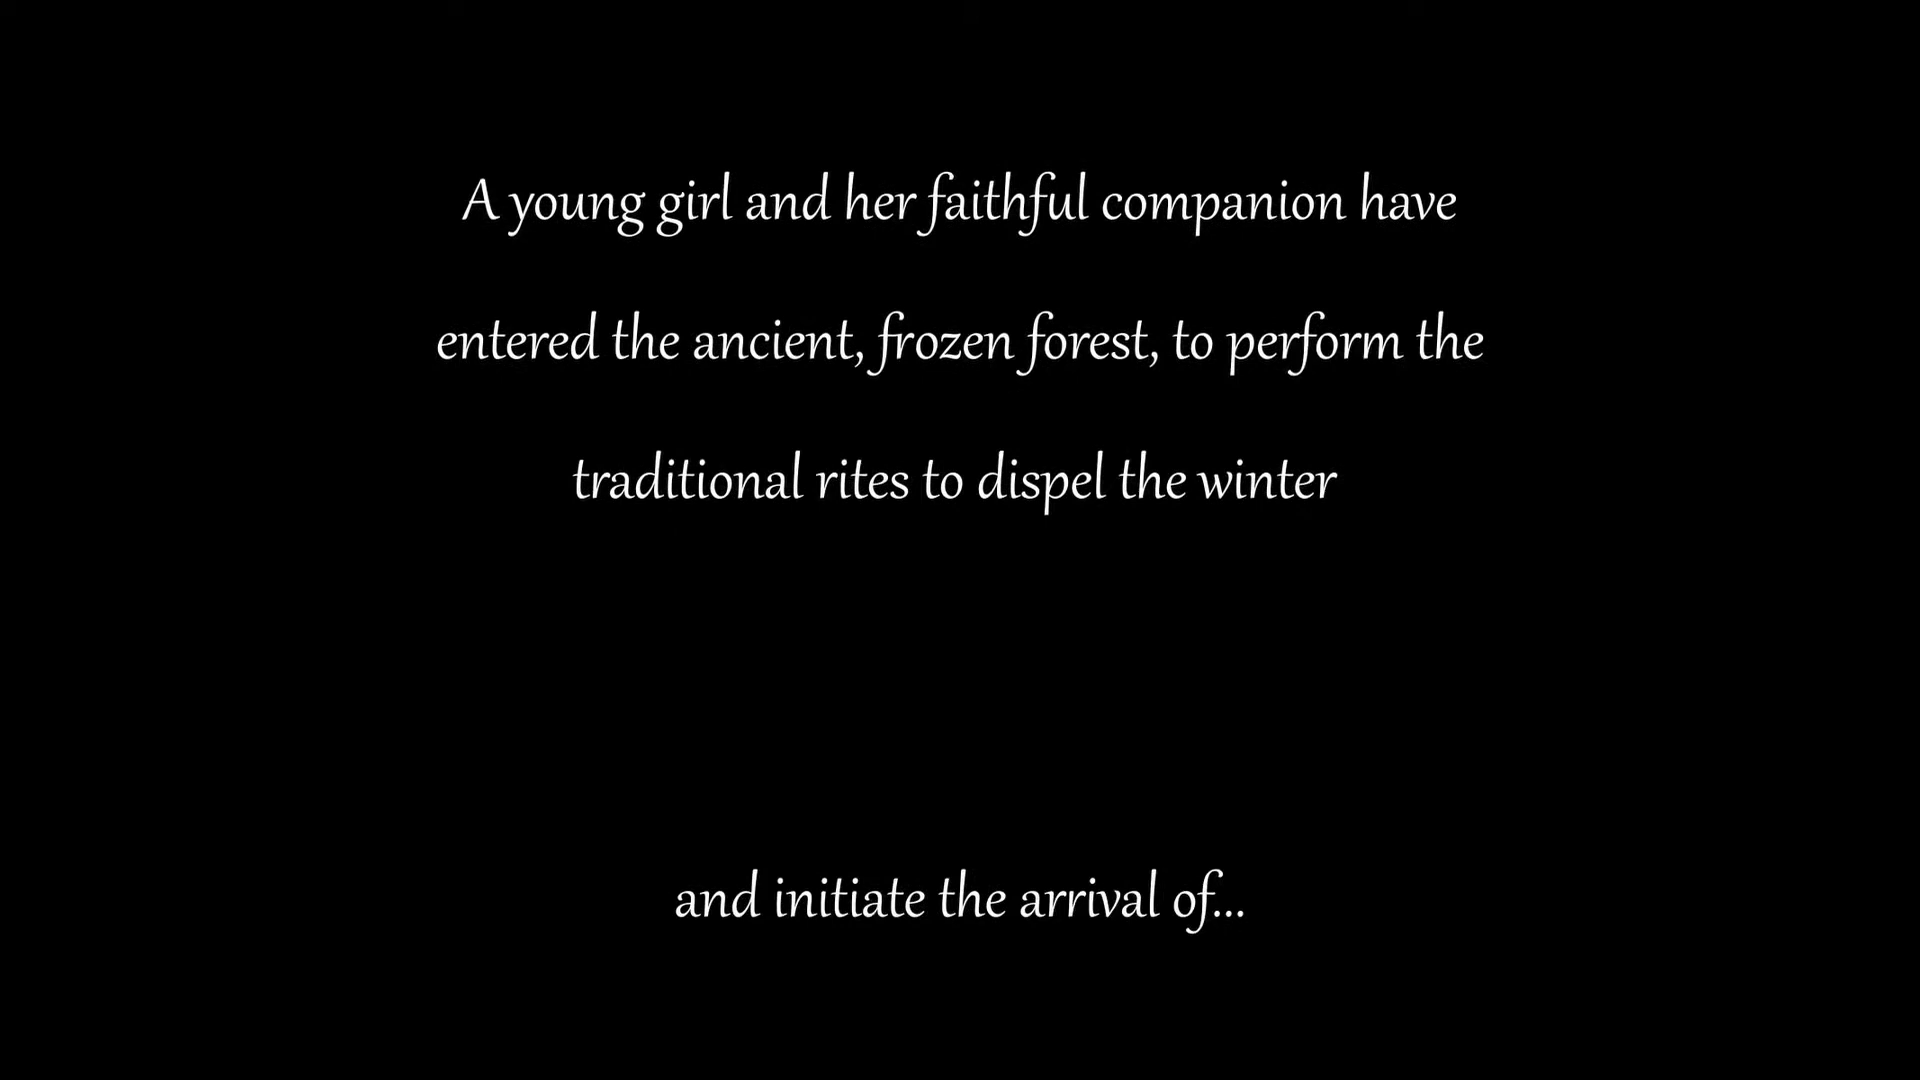 A young girl and her faithful companion have
entered the ancient, frozen forest, to perform the
traditional rites to dispel the winter
and initiate the arrival of...